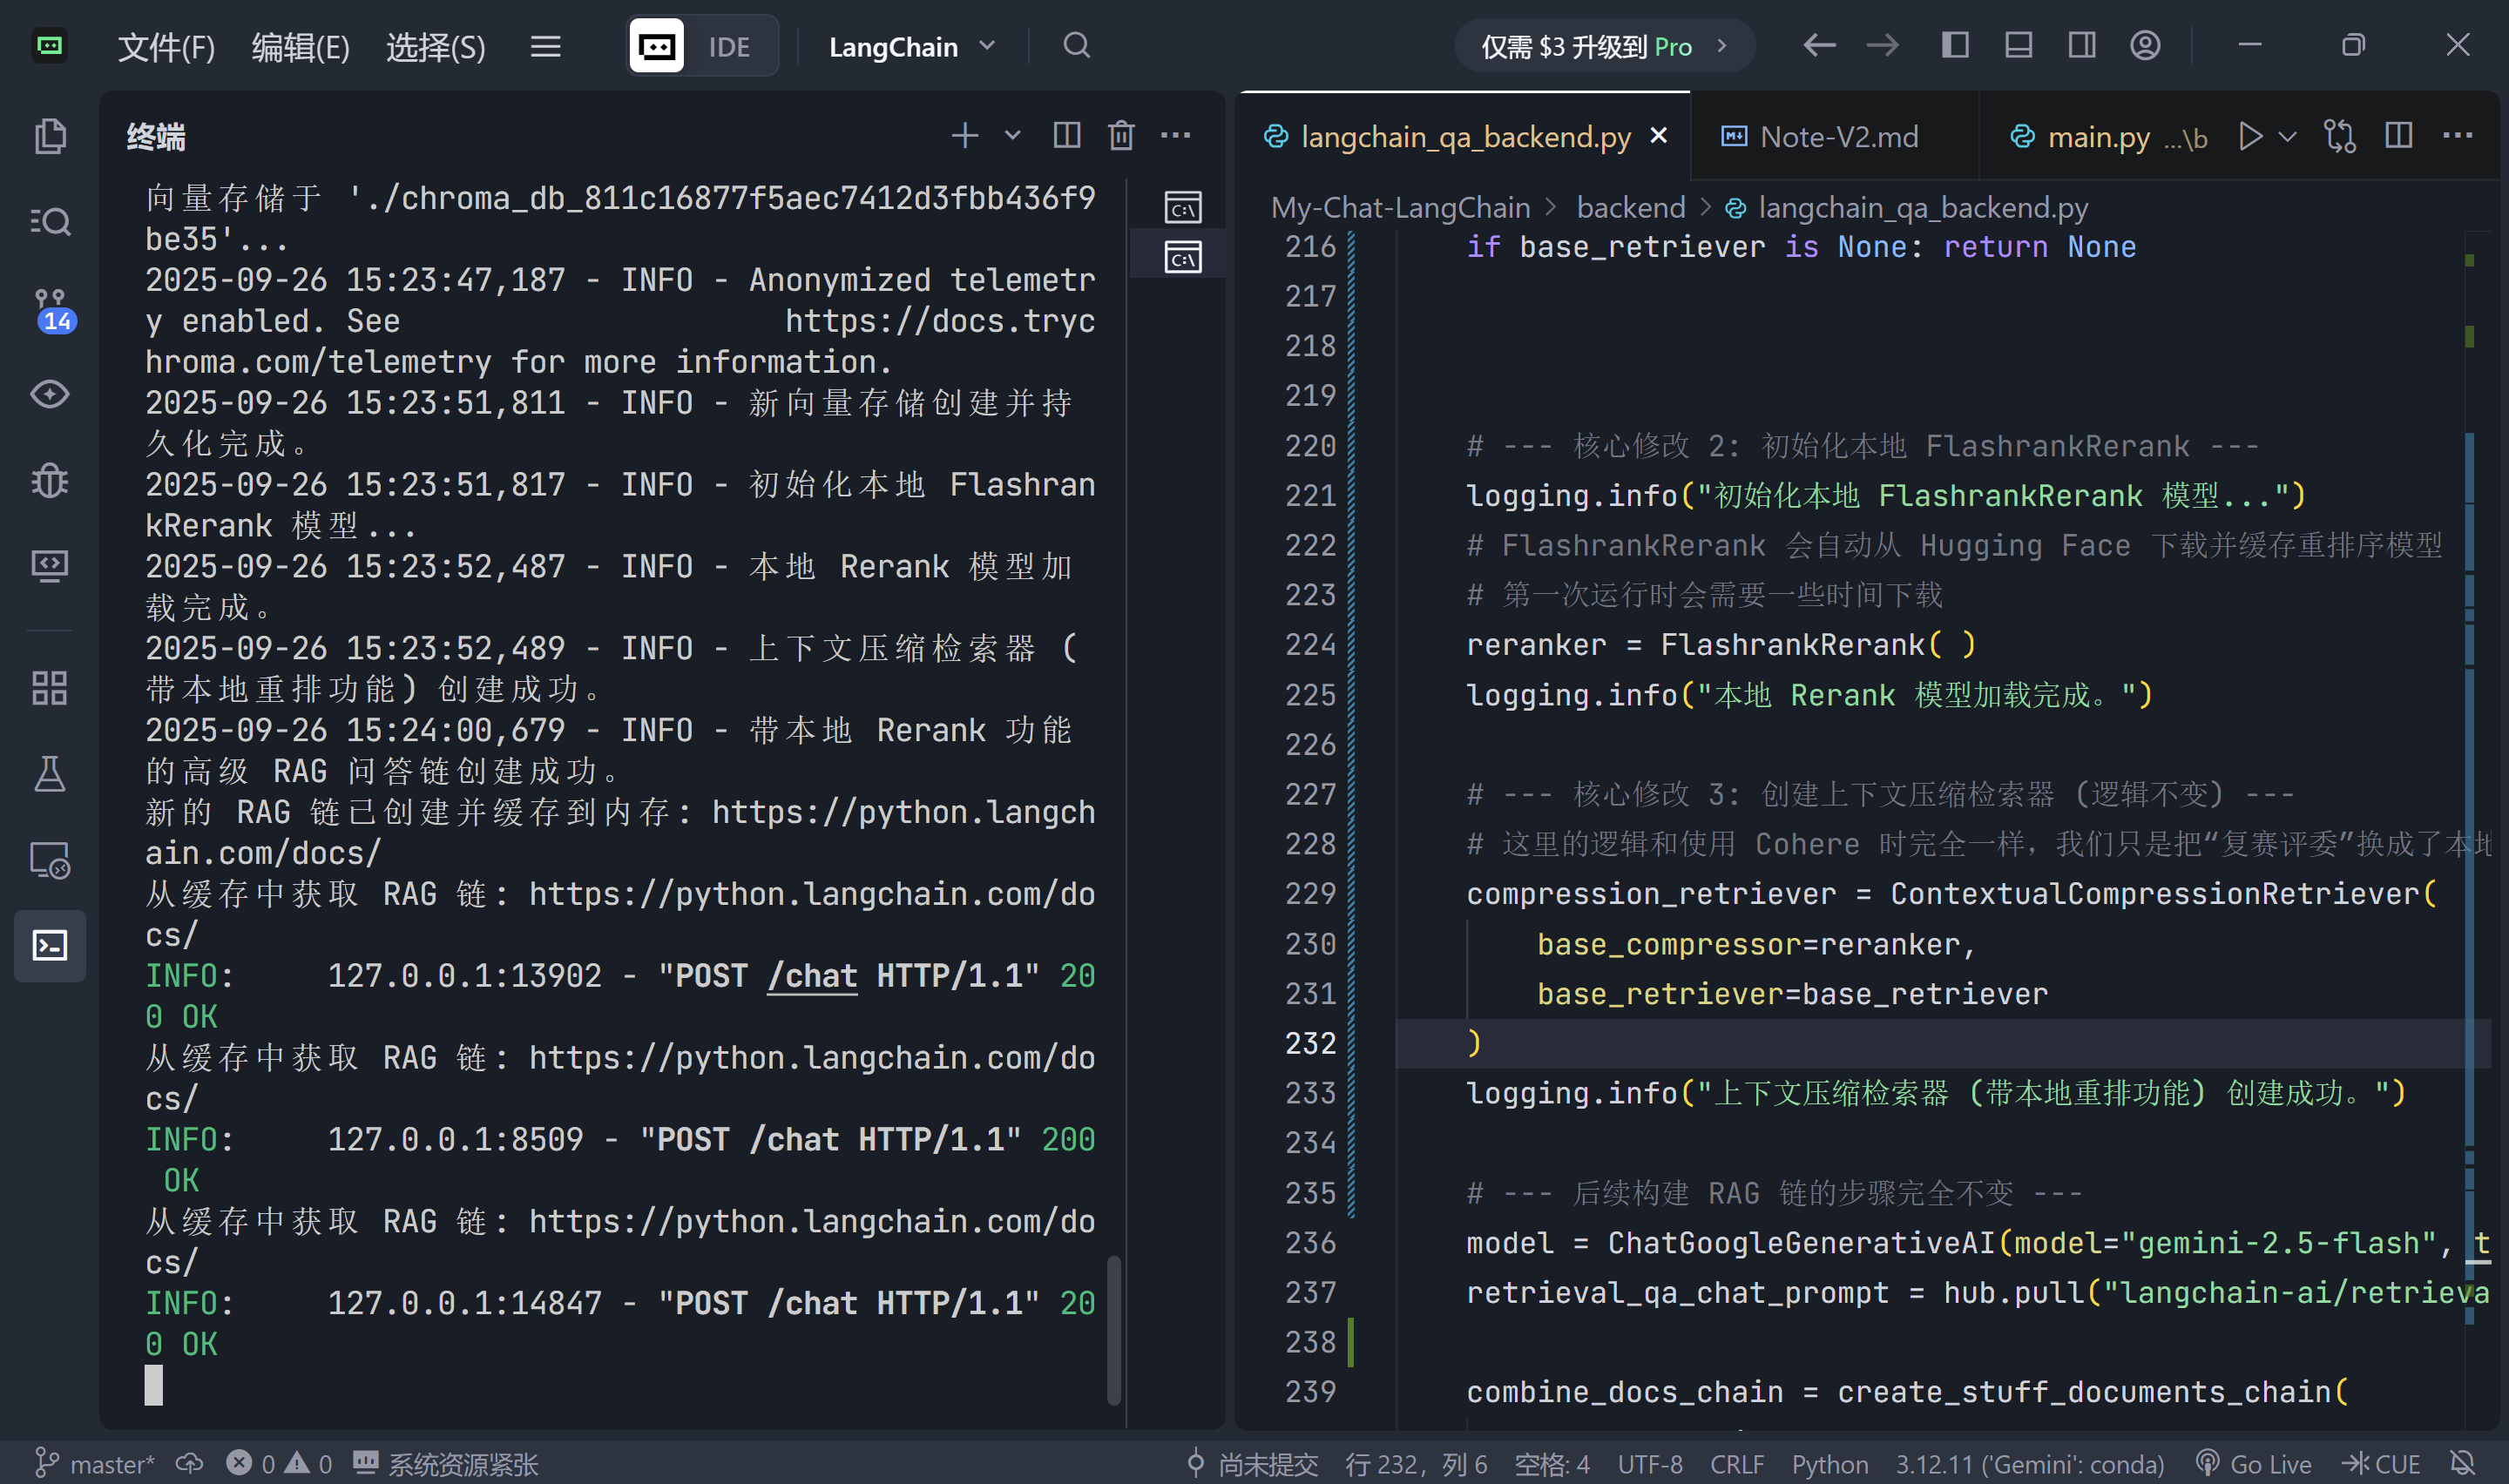 文件(F) 编辑(E) 选择(S) IDE LangChain 仅需 $3 升级到 Pro
终端
向量存储于 './chroma_db_811c16877f5aec7412d3fbb436f9
be35'...
2025-09-26 15:23:47,187 - INFO - Anonymized telemetr
y enabled. See https://docs.tryc
hroma.com/telemetry for more information.
2025-09-26 15:23:51,811 - INFO - 新向量存储创建并持
久化完成。
2025-09-26 15:23:51,817 - INFO - 初始化本地 Flashran
kRerank 模型...
2025-09-26 15:23:52,487 - INFO - 本地 Rerank 模型加
载完成。
2025-09-26 15:23:52,489 - INFO - 上下文压缩检索器 (
带本地重排功能) 创建成功。
2025-09-26 15:24:00,679 - INFO - 带本地 Rerank 功能
的高级 RAG 问答链创建成功。
新的 RAG 链已创建并缓存到内存: https://python.langch
ain.com/docs/
从缓存中获取 RAG 链: https://python.langchain.com/do
cs/
INFO: 127.0.0.1:13902 - "POST /chat HTTP/1.1" 20
0 OK
从缓存中获取 RAG 链: https://python.langchain.com/do
cs/
INFO: 127.0.0.1:8509 - "POST /chat HTTP/1.1" 200
OK
从缓存中获取 RAG 链: https://python.langchain.com/do
cs/
INFO: 127.0.0.1:14847 - "POST /chat HTTP/1.1" 20
0 OK
14
C:\
C:\
langchain_qa_backend.py Note-V2.md main.py ...\b
My-Chat-LangChain > backend > langchain_qa_backend.py
216 if base_retriever is None: return None
217
218
219
220 # --- 核心修改 2: 初始化本地 FlashrankRerank ---
221 logging.info("初始化本地 FlashrankRerank 模型...")
222 # FlashrankRerank 会自动从 Hugging Face 下载并缓存重排序模型
223 # 第一次运行时会需要一些时间下载
224 reranker = FlashrankRerank( )
225 logging.info("本地 Rerank 模型加载完成。")
226
227 # --- 核心修改 3: 创建上下文压缩检索器 (逻辑不变) ---
228 # 这里的逻辑和使用 Cohere 时完全一样，我们只是把“复赛评委”换成了本地
229 compression_retriever = ContextualCompressionRetriever(
230 base_compressor=reranker,
231 base_retriever=base_retriever
232 )
233 logging.info("上下文压缩检索器 (带本地重排功能) 创建成功。")
234
235 # --- 后续构建 RAG 链的步骤完全不变 ---
236 model = ChatGoogleGenerativeAI(model="gemini-2.5-flash", t
237 retrieval_qa_chat_prompt = hub.pull("langchain-ai/retrieva
238
239 combine_docs_chain = create_stuff_documents_chain(
master* 0 0 系统资源紧张 尚未提交 行 232，列 6 空格: 4 UTF-8 CRLF Python 3.12.11 ('Gemini': conda) Go Live CUE